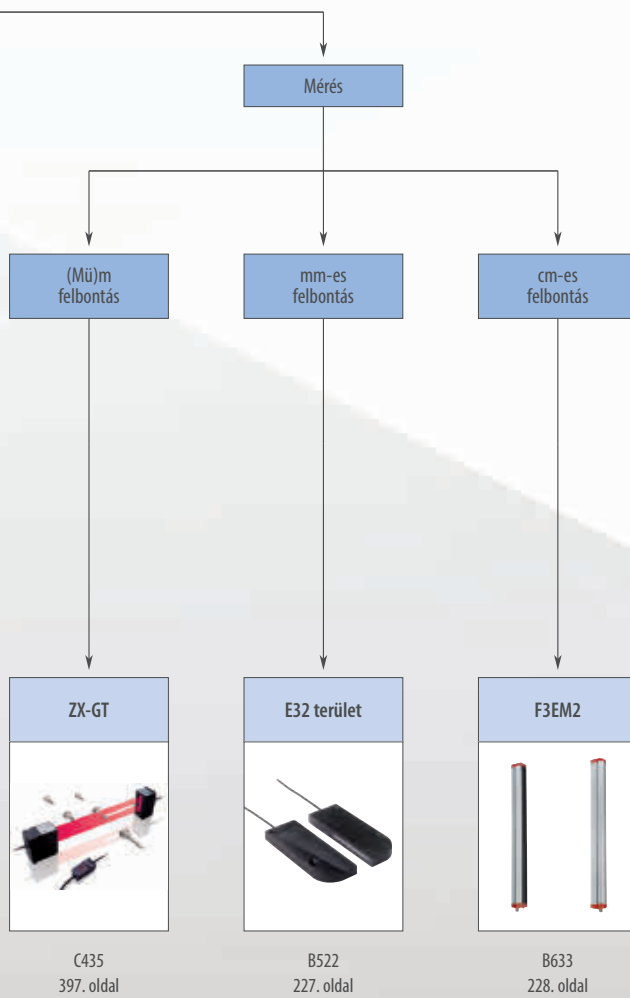 Mérés
(Mü)m
felbontás
mm-es
felbontás
cm-es
felbontás
ZX-GT
E32 terület
F3EM2
C435
397. oldal
B522
227. oldal
B633
228. oldal